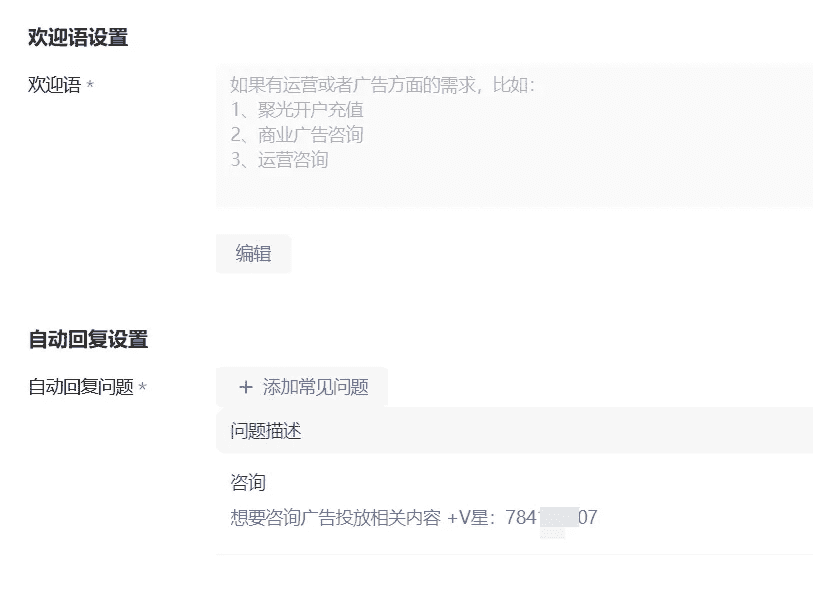 欢迎语设置
欢迎语 *
如果有运营或者广告方面的需求，比如：
1、聚光开户充值
2、商业广告咨询
3、运营咨询
编辑
自动回复设置
自动回复问题 *
+ 添加常见问题
问题描述
咨询
想要咨询广告投放相关内容 +V星：784 07